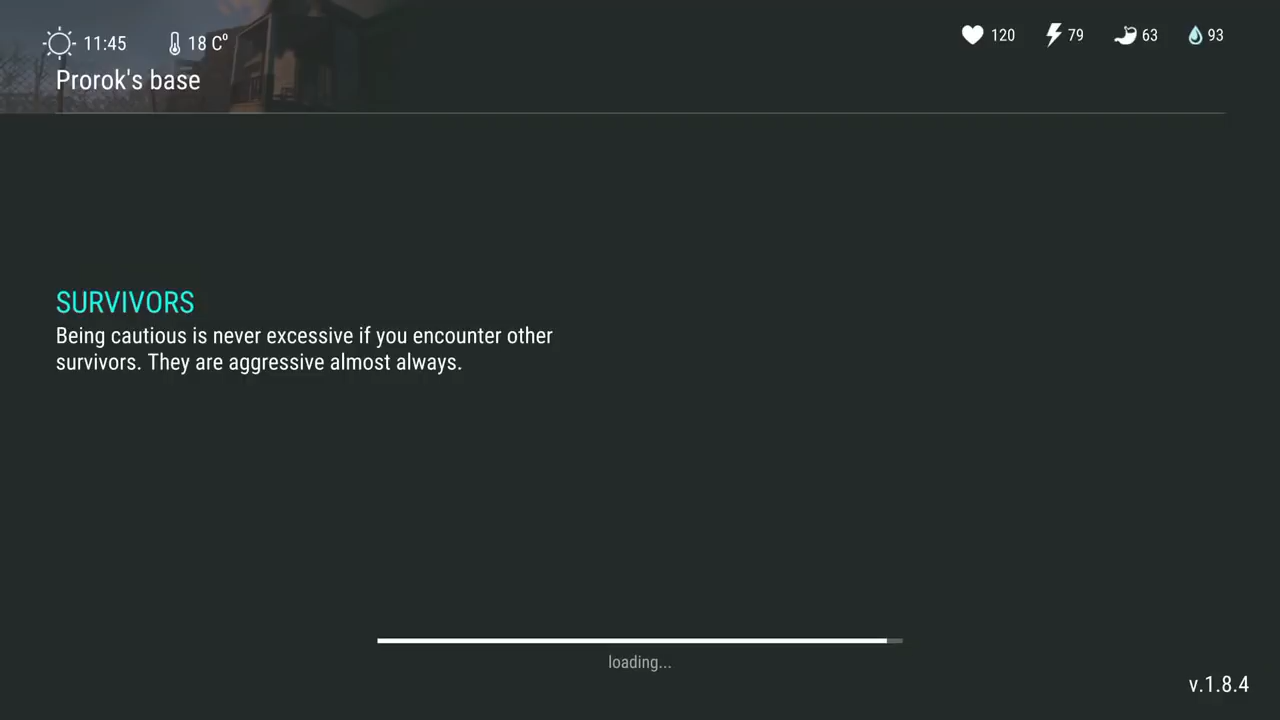 11:45 18 Cº
120 79 63 93
Prorok's base
SURVIVORS
Being cautious is never excessive if you encounter other
survivors. They are aggressive almost always.
loading...
v.1.8.4